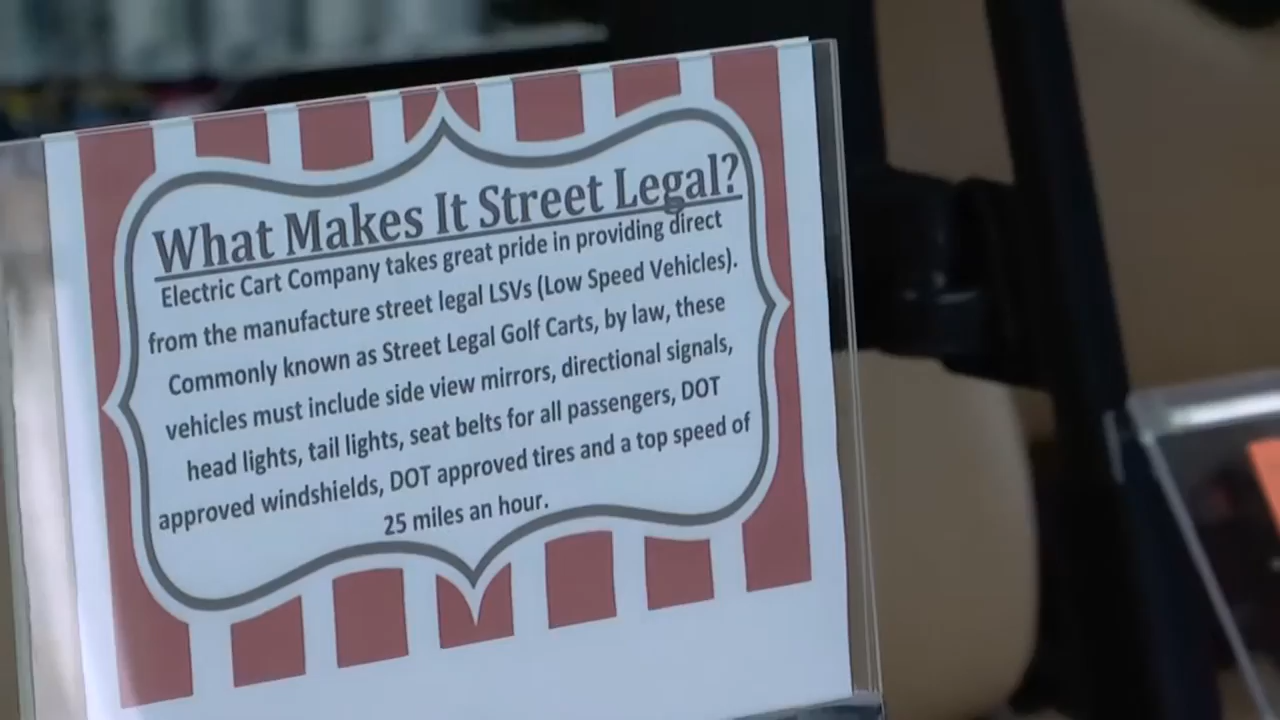 What Makes It Street Legal?
Electric Cart Company takes great pride in providing direct
from the manufacture street legal LSVs (Low Speed Vehicles).
Commonly known as Street Legal Golf Carts, by law, these
vehicles must include side view mirrors, directional signals,
head lights, tail lights, seat belts for all passengers, DOT
approved windshields, DOT approved tires and a top speed of
25 miles an hour.